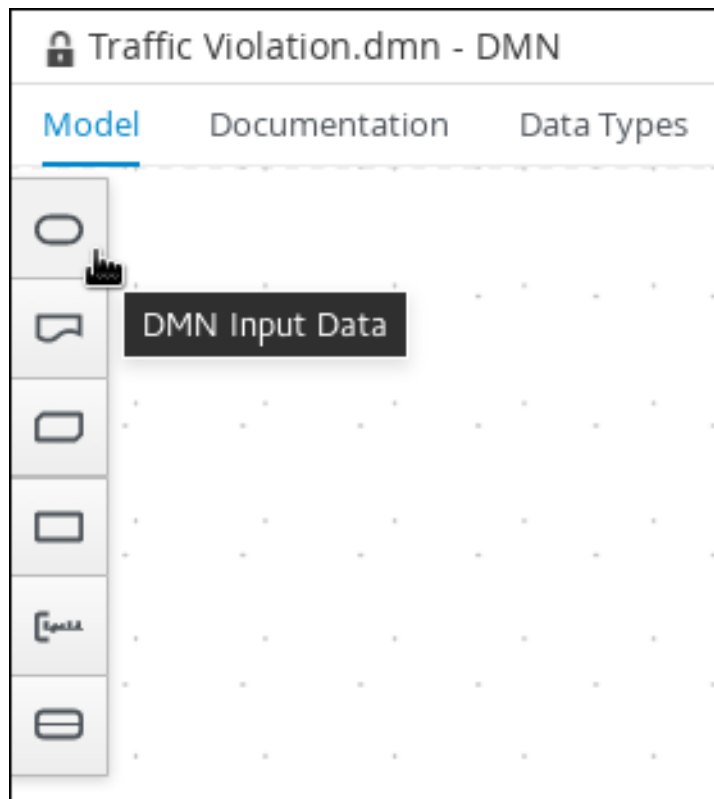 Traffic Violation.dmn - DMN
Model Documentation Data Types
DMN Input Data